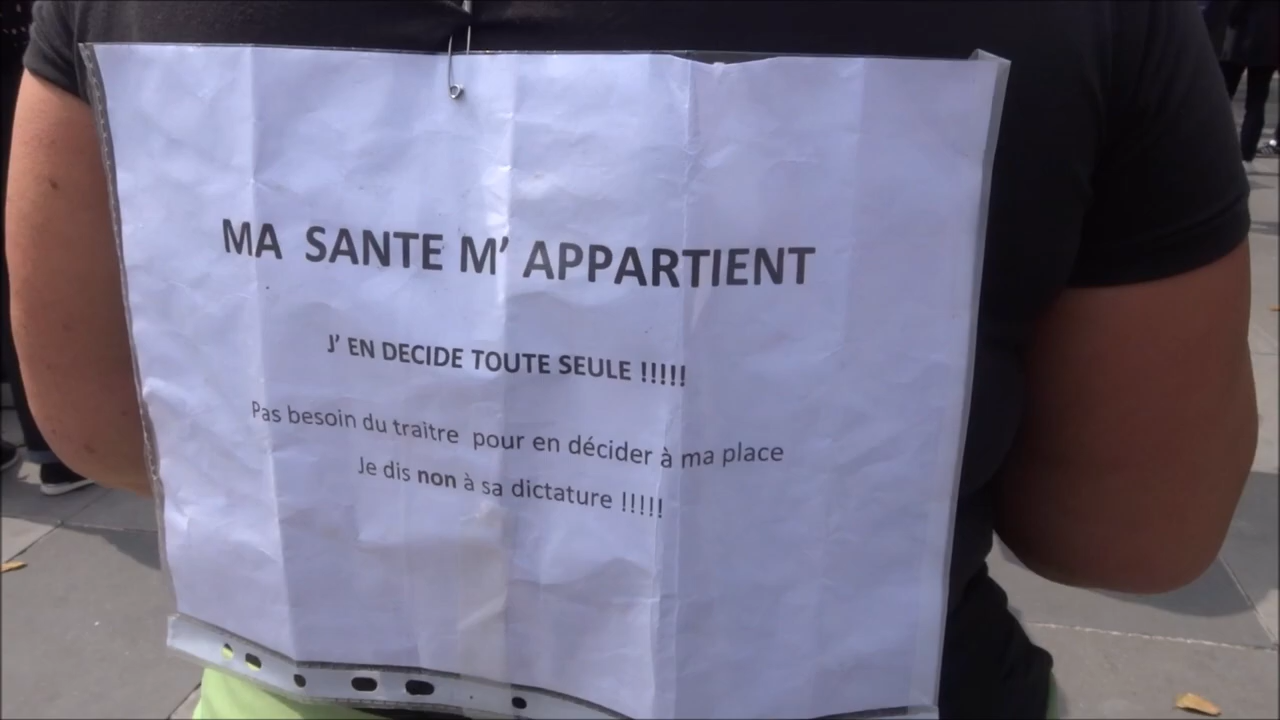 MA SANTE M' APPARTIENT
J' EN DECIDE TOUTE SEULE !!!!!
Pas besoin du traître pour en décider à ma place
Je dis non à sa dictature !!!!!